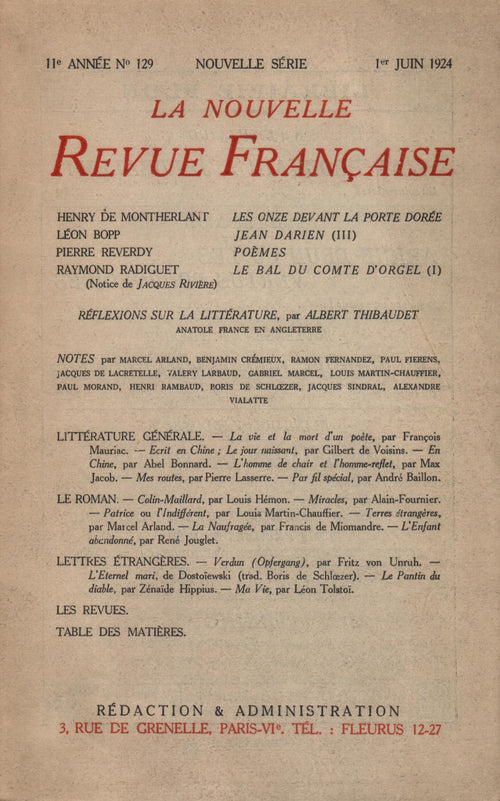 11e ANNÉE No 129 NOUVELLE SÉRIE 1er JUIN 1924
LA NOUVELLE
REVUE FRANÇAISE
HENRY DE MONTHERLANT LES ONZE DEVANT LA PORTE DORÉE
LÉON BOPP JEAN DARIEN (III)
PIERRE REVERDY POÈMES
RAYMOND RADIGUET LE BAL DU COMTE D'ORGEL (I)
(Notice de JACQUES RIVIÈRE)
RÉFLEXIONS SUR LA LITTÉRATURE, par ALBERT THIBAUDET
ANATOLE FRANCE EN ANGLETERRE
NOTES par MARCEL ARLAND, BENJAMIN CRÉMIEUX, RAMON FERNANDEZ, PAUL FIERENS,
JACQUES DE LACRETELLE, VALERY LARBAUD, GABRIEL MARCEL, LOUIS MARTIN-CHAUFFIER,
PAUL MORAND, HENRI RAMBAUD, BORIS DE SCHLŒZER, JACQUES SINDRAL, ALEXANDRE
VIALATTE
LITTÉRATURE GÉNÉRALE. — La vie et la mort d'un poète, par François
Mauriac. — Ecrit en Chine ; Le jour naissant, par Gilbert de Voisins. — En
Chine, par Abel Bonnard. — L'homme de chair et l'homme-reflet, par Max
Jacob. — Mes routes, par Pierre Lasserre. — Par fil spécial, par André Baillon.
LE ROMAN. — Colin-Maillard, par Louis Hémon. — Miracles, par Alain-Fournier.
— Patrice ou l'Indifférent, par Louis Martin-Chauffier. — Terres étrangères,
par Marcel Arland. — La Naufragée, par Francis de Miomandre. — L'Enfant
abandonné, par René Jouglet.
LETTRES ÉTRANGÈRES. — Verdun (Opfergang), par Fritz von Unruh. —
L'Eternel mari, de Dostoïewski (trad. Boris de Schlœzer). — Le Pantin du
diable, par Zénaïde Hippius. — Ma Vie, par Léon Tolstoï.
LES REVUES.
TABLE DES MATIÈRES.
RÉDACTION & ADMINISTRATION
3, RUE DE GRENELLE, PARIS-VIe. TÉL. : FLEURUS 12-27